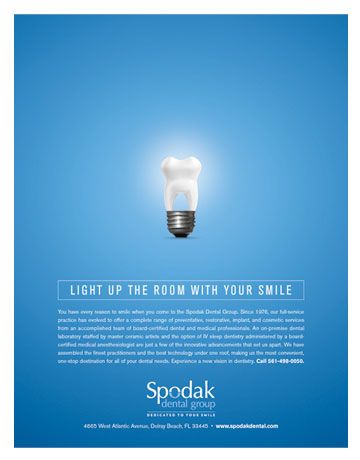 LIGHT UP THE ROOM WITH YOUR SMILE
You have every reason to smile when you come to the Spodak Dental Group. Since 1976, our full-service
practice has evolved to offer a complete range of preventative, restorative, implant, and cosmetic services
from an accomplished team of board-certified dental and medical professionals. An on-premise dental
laboratory staffed by master ceramic artists and the option of IV sleep dentistry administered by a board-
certified medical anesthesiologist are just a few of the innovative advancements that set us apart. We have
assembled the finest practitioners and the best technology under one roof, making us the most convenient,
one-stop destination for all of your dental needs. Experience a new vision in dentistry. Call 561-498-0050.
Spodak
dental group
DEDICATED TO YOUR SMILE
4865 West Atlantic Avenue, Delray Beach, FL 33445 • www.spodakdental.com